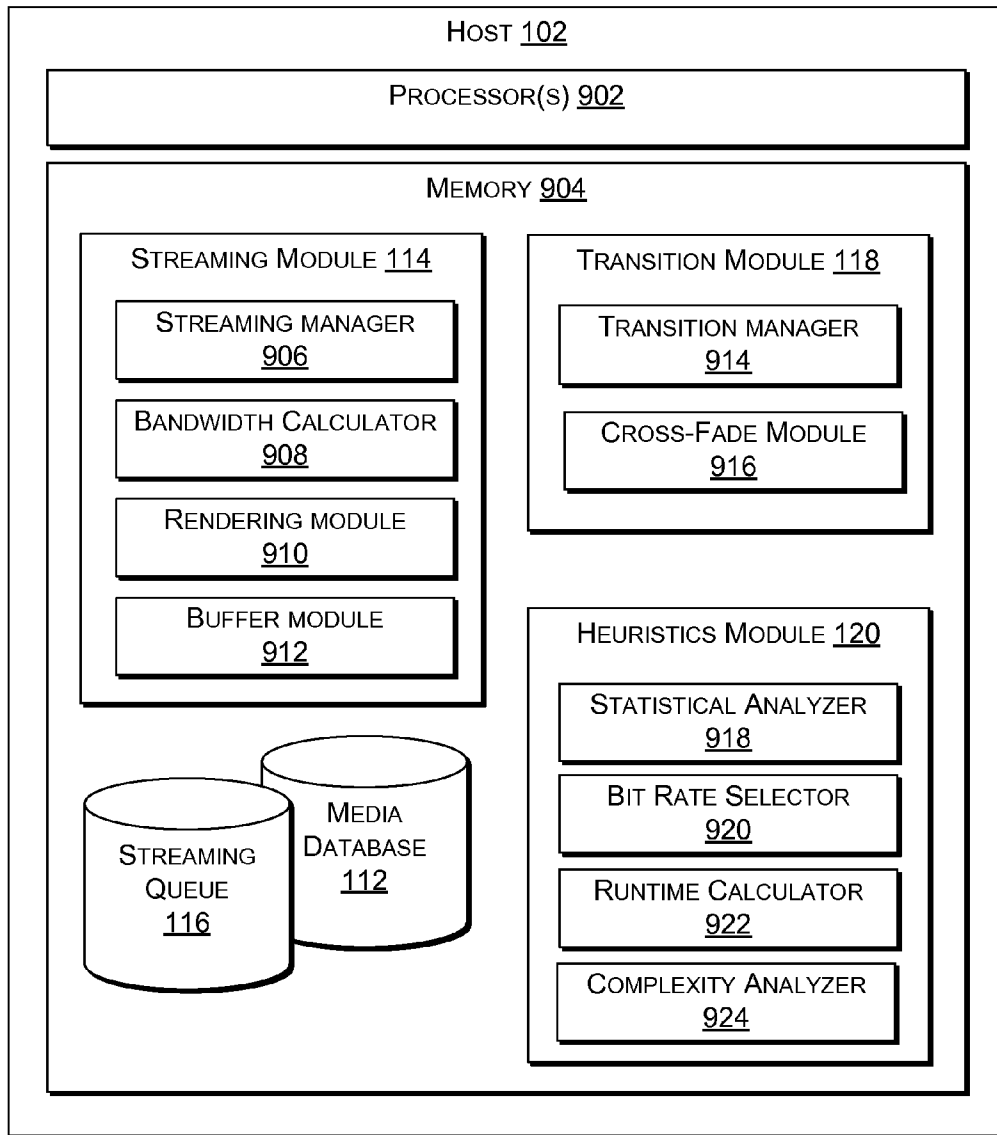 HOST 102
PROCESSOR(S) 902
MEMORY 904
STREAMING MODULE 114
STREAMING MANAGER
906
BANDWIDTH CALCULATOR
908
RENDERING MODULE
910
BUFFER MODULE
912
STREAMING
QUEUE
116
MEDIA
DATABASE
112
TRANSITION MODULE 118
TRANSITION MANAGER
914
CROSS-FADE MODULE
916
HEURISTICS MODULE 120
STATISTICAL ANALYZER
918
BIT RATE SELECTOR
920
RUNTIME CALCULATOR
922
COMPLEXITY ANALYZER
924